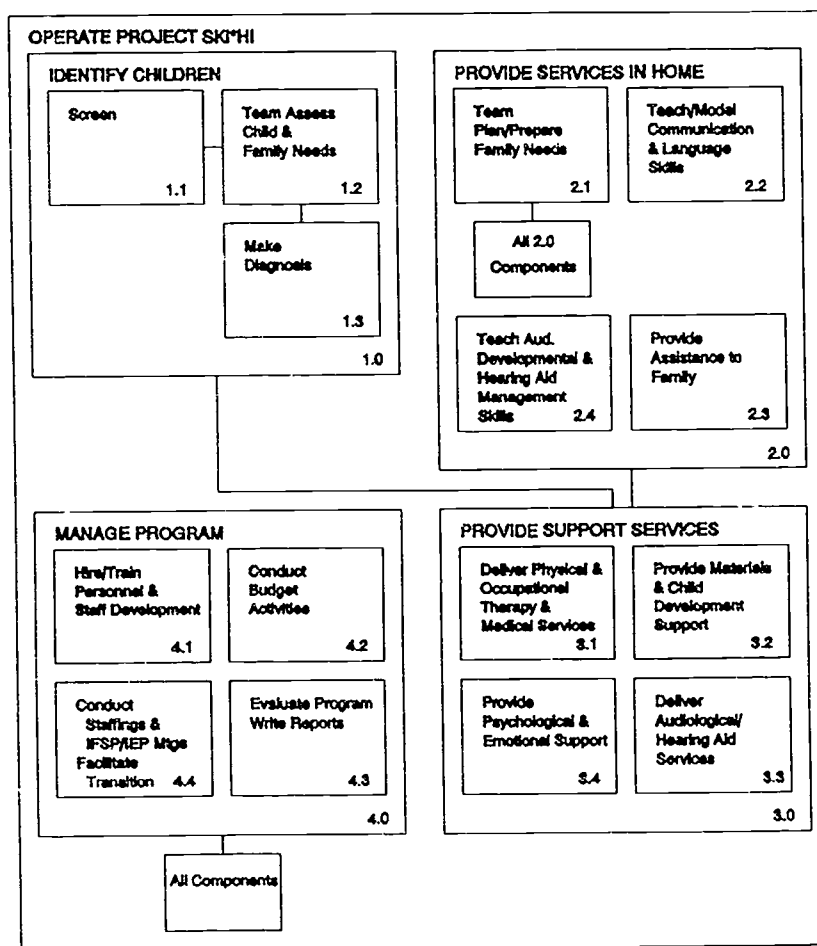 OPERATE PROJECT SKI*HI
IDENTIFY CHILDREN
Screen
1.1
Team Assess
Child &
Family Needs
1.2
Make
Diagnosis
1.3
1.0
PROVIDE SERVICES IN HOME
Team
Plan/Prepare
Family Needs
2.1
Teach/Model
Communication
& Language
Skills
2.2
All 2.0
Components
Teach Aud.
Developmental &
Hearing Aid
Management
Skills
2.4
Provide
Assistance to
Family
2.3
2.0
MANAGE PROGRAM
Hire/Train
Personnel &
Staff Development
4.1
Conduct
Budget
Activities
4.2
Conduct
Staffings &
IFSP/IEP Mtgs
Facilitate
Transition
4.4
Evaluate Program
Write Reports
4.3
4.0
All Components
PROVIDE SUPPORT SERVICES
Deliver Physical &
Occupational
Therapy &
Medical Services
3.1
Provide Materials
& Child
Development
Support
3.2
Provide
Psychological &
Emotional Support
3.4
Deliver
Audiological/
Hearing Aid
Services
3.3
3.0